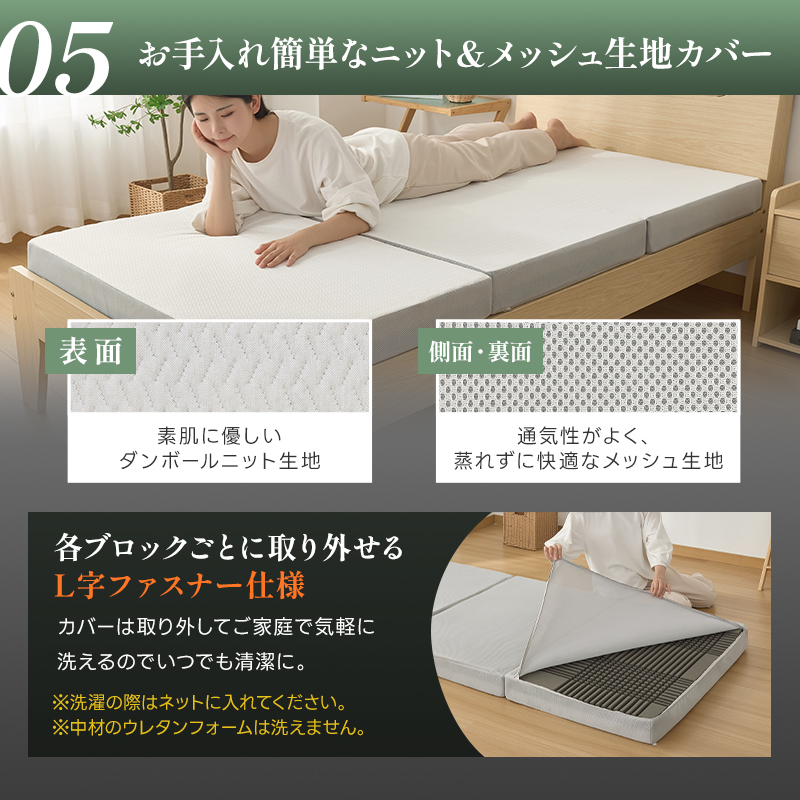 05
お手入れ簡単なニット&メッシュ生地カバー
表面
素肌に優しい
ダンボールニット生地
側面・裏面
通気性がよく、
蒸れずに快適なメッシュ生地
各ブロックごとに取り外せる
L字ファスナー仕様
カバーは取り外してご家庭で気軽に
洗えるのでいつでも清潔に。
※洗濯の際はネットに入れてください。
※中材のウレタンフォームは洗えません。